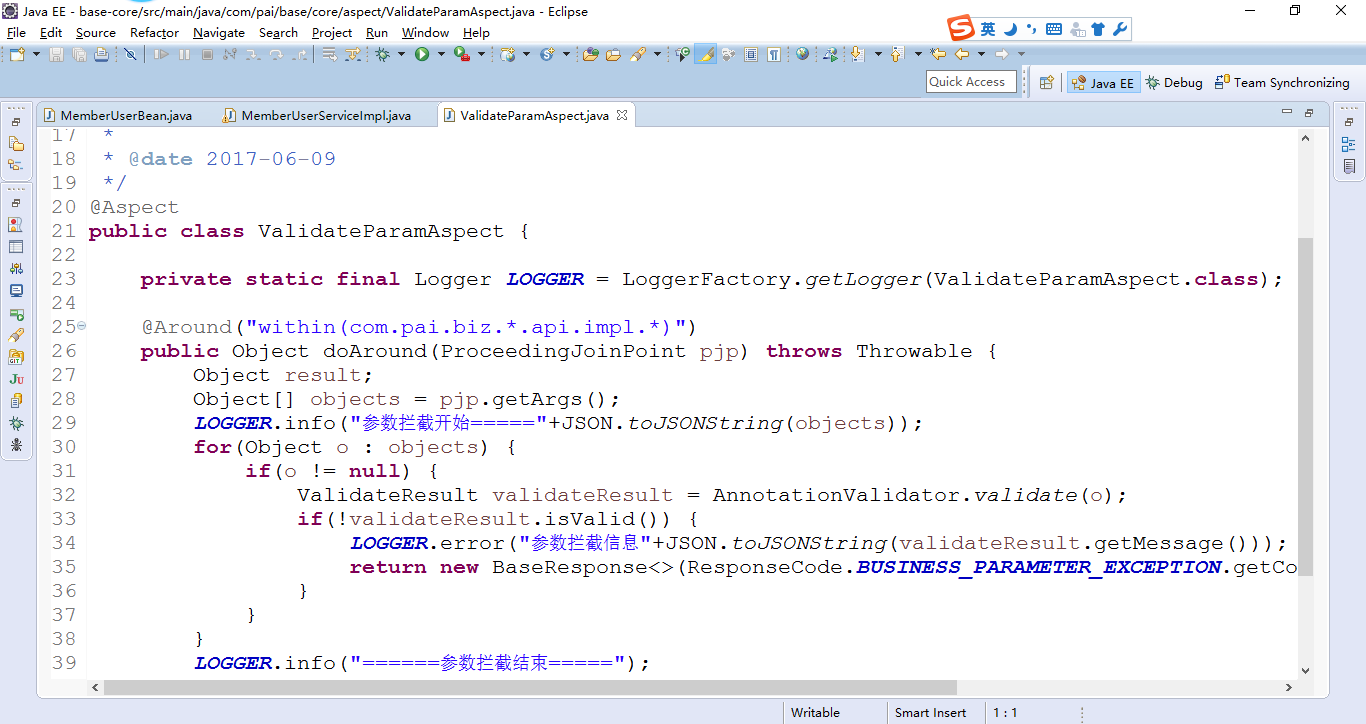 Java EE - base-core/src/main/java/com/pai/base/core/aspect/ValidateParamAspect.java - Eclipse
英
File Edit Source Refactor Navigate Search Project Run Window Help
Quick Access
Java EE Debug Team Synchronizing
MemberUserBean.java MemberUserServiceImpl.java ValidateParamAspect.java
17 *
18 * @date 2017-06-09
19 */
20 @Aspect
21 public class ValidateParamAspect {
22
23 private static final Logger LOGGER = LoggerFactory.getLogger(ValidateParamAspect.class);
24
25 @Around("within(com.pai.biz.*.api.impl.*)")
26 public Object doAround(ProceedingJoinPoint pjp) throws Throwable {
27 Object result;
28 Object[] objects = pjp.getArgs();
29 LOGGER.info("参数拦截开始====="+JSON.toJSONString(objects));
30 for(Object o : objects) {
31 if(o != null) {
32 ValidateResult validateResult = AnnotationValidator.validate(o);
33 if(!validateResult.isValid()) {
34 LOGGER.error("参数拦截信息"+JSON.toJSONString(validateResult.getMessage()));
35 return new BaseResponse<>(ResponseCode.BUSINESS_PARAMETER_EXCEPTION.getCo
36 }
37 }
38 }
39 LOGGER.info("======参数拦截结束=====");
Writable Smart Insert 1 : 1